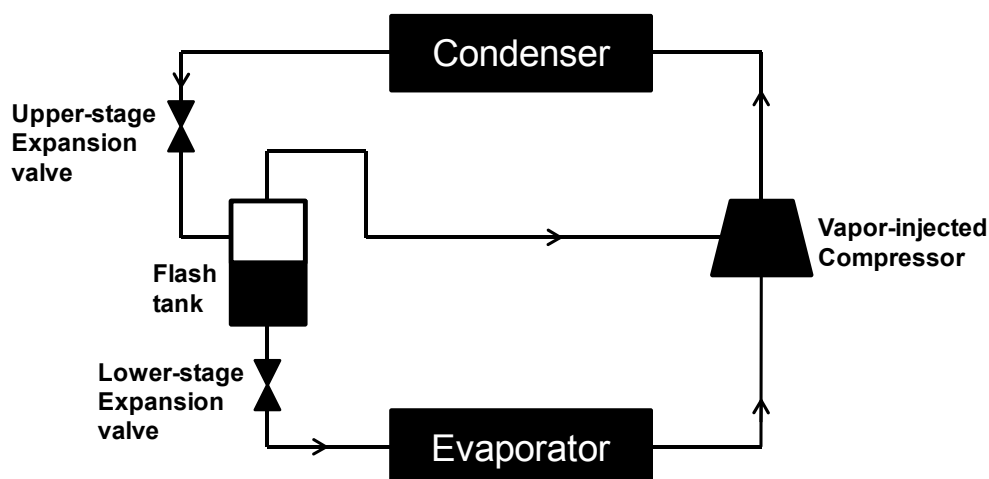 Condenser
Upper-stage
Expansion
valve
Vapor-injected
Compressor
Flash
tank
Lower-stage
Expansion
valve
Evaporator